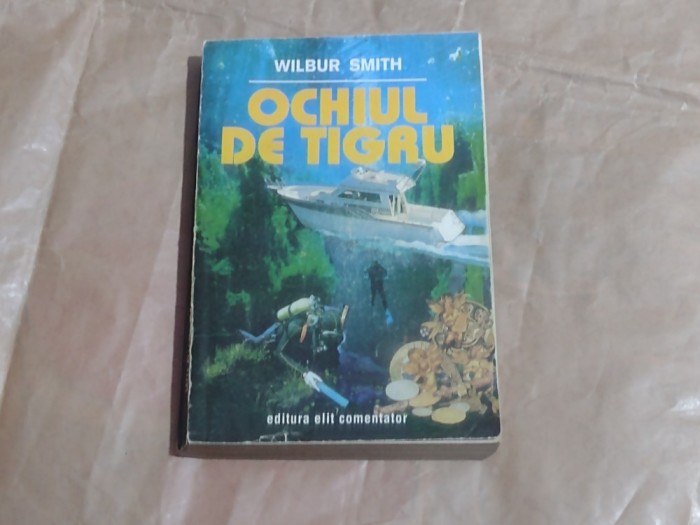 WILBUR SMITH
OCHIUL
DE TIGRU
editura elit comentator